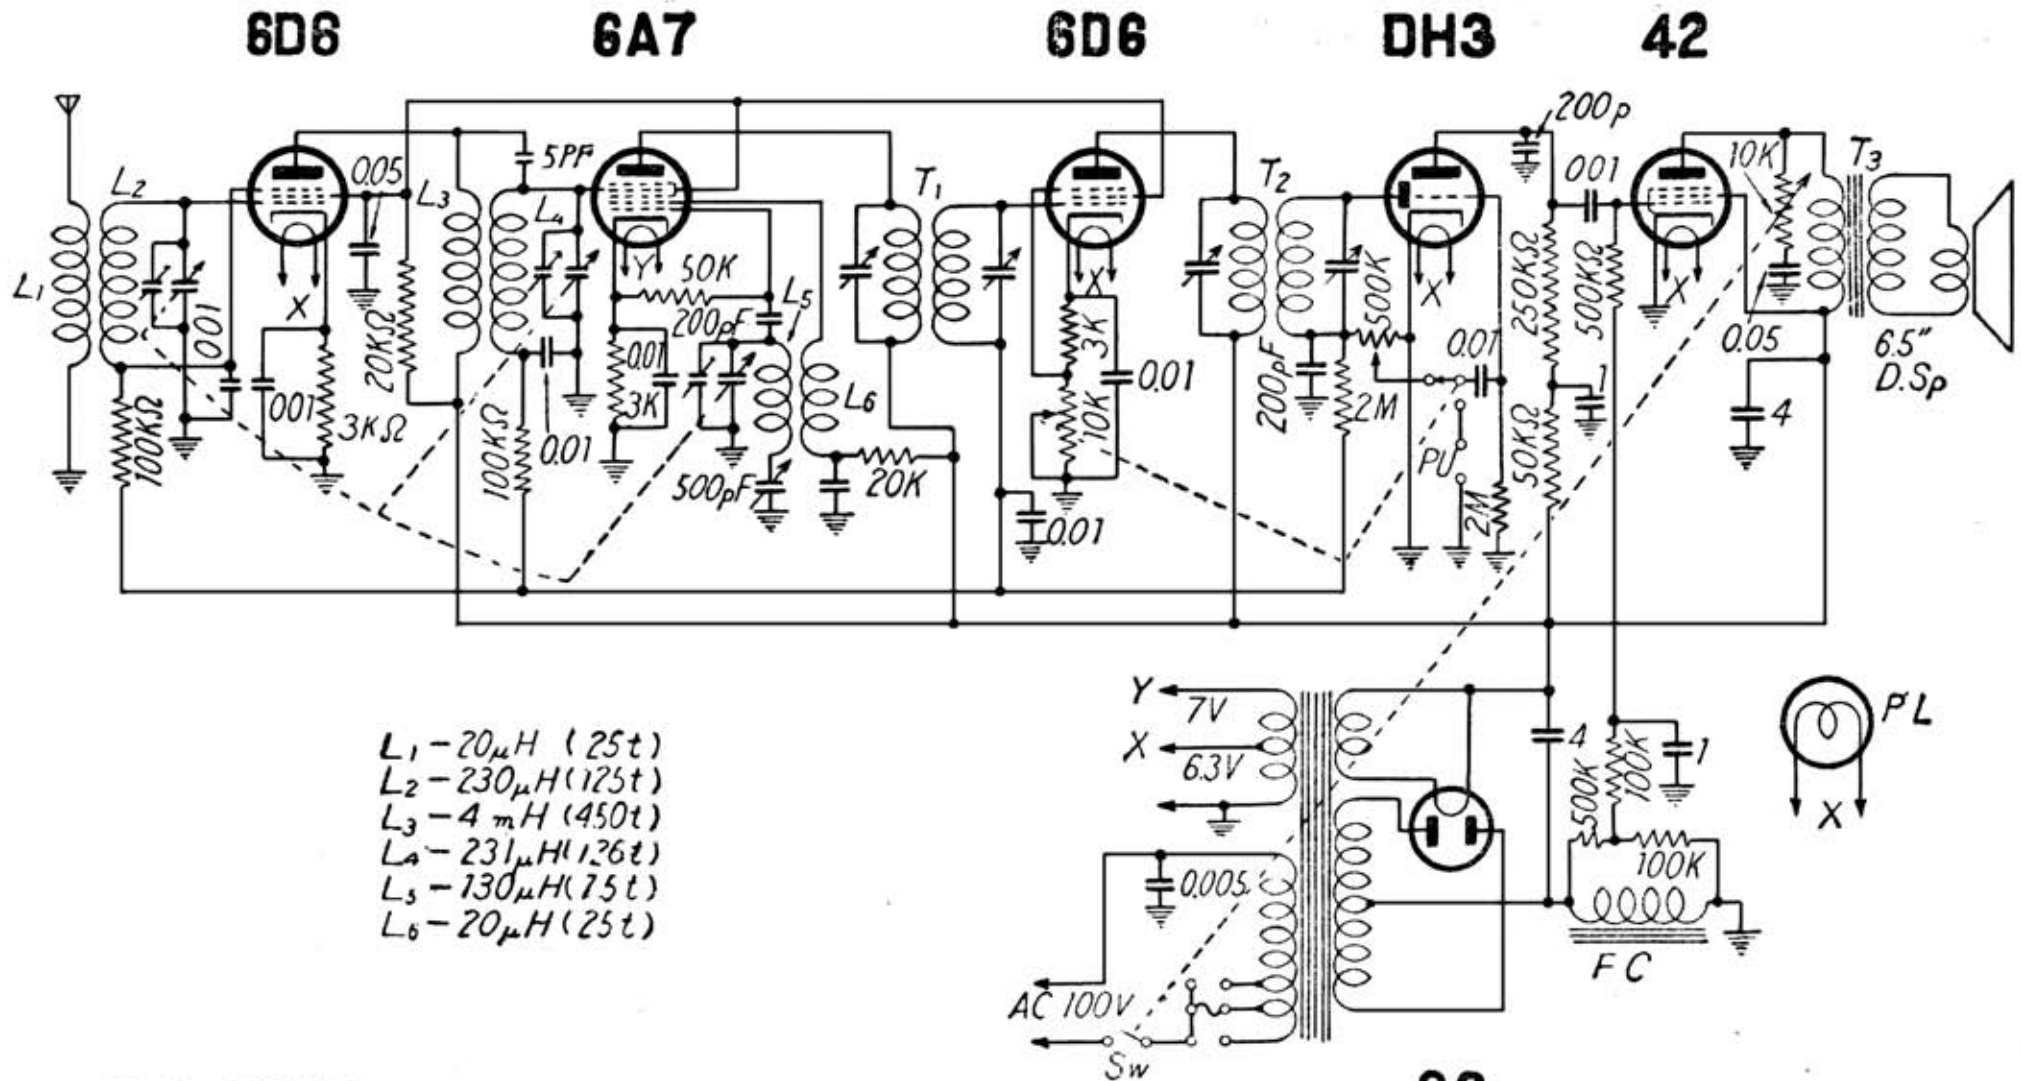 6D6
6A7
6D6
DH3
42
L1
L2
001
100KΩ
X
001
3KΩ
0.05
20KΩ
L3
5PF
L4
100KΩ
0.01
Y
50K
200pF
0.01
3K
L5
L6
500pF
20K
T1
X
3K
10K
0.01
0.01
T2
200pF
500K
2M
X
0.01
PU
2M
200p
001
250KΩ
500KΩ
1
50KΩ
X
10K
0.05
T3
6.5"
D.Sp
4
L1 - 20μH (25t)
L2 - 230μH (125t)
L3 - 4 mH (450t)
L4 - 231μH (126t)
L5 - 130μH (75t)
L6 - 20μH (25t)
Y
7V
X
6.3V
0.005
AC 100V
Sw
4
500K
100K
1
100K
FC
PL
X